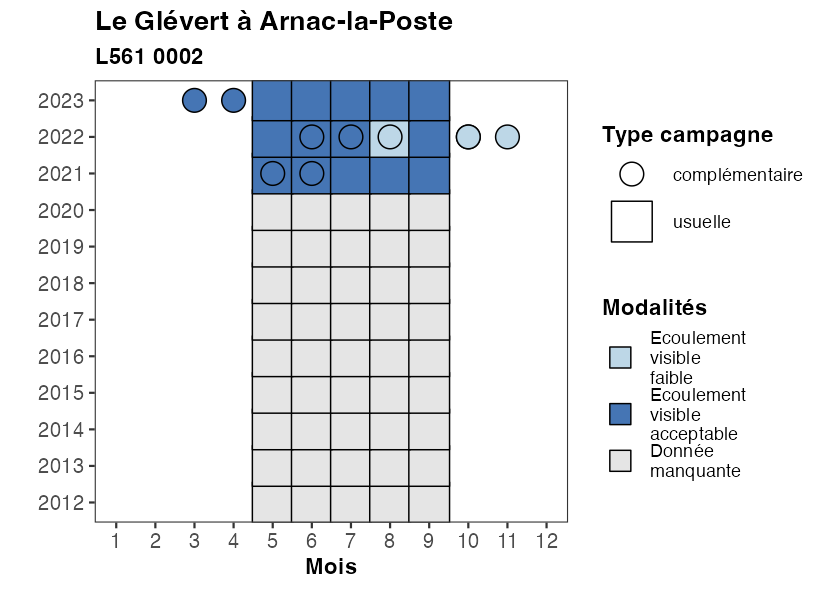 Le Glévert à Arnac-la-Poste
L561 0002
2023
2022
2021
2020
2019
2018
2017
2016
2015
2014
2013
2012
1 2 3 4 5 6 7 8 9 10 11 12
Mois
Type campagne
complémentaire
usuelle
Modalités
Ecoulement
visible
faible
Ecoulement
visible
acceptable
Donnée
manquante